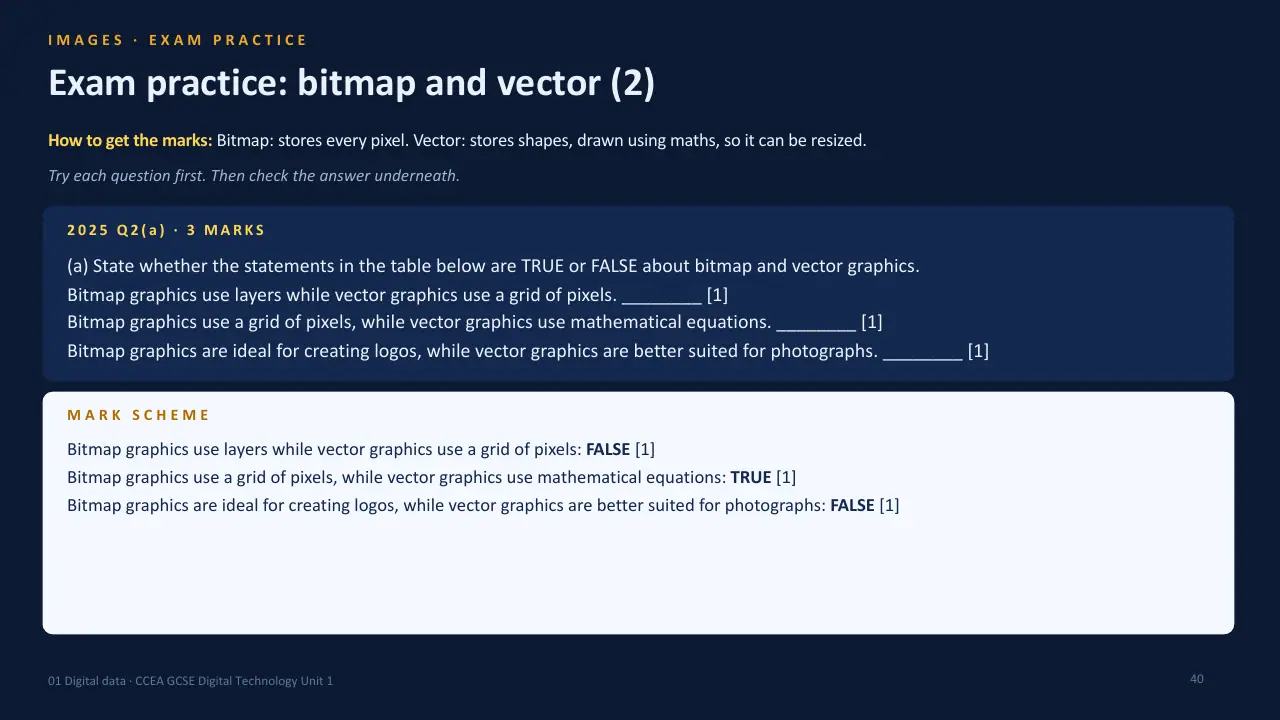 IMAGES · EXAM PRACTICE
Exam practice: bitmap and vector (2)
How to get the marks: Bitmap: stores every pixel. Vector: stores shapes, drawn using maths, so it can be resized.
Try each question first. Then check the answer underneath.
2025 Q2(a) · 3 MARKS
(a) State whether the statements in the table below are TRUE or FALSE about bitmap and vector graphics.
Bitmap graphics use layers while vector graphics use a grid of pixels. ________ [1]
Bitmap graphics use a grid of pixels, while vector graphics use mathematical equations. ________ [1]
Bitmap graphics are ideal for creating logos, while vector graphics are better suited for photographs. ________ [1]
MARK SCHEME
Bitmap graphics use layers while vector graphics use a grid of pixels: FALSE [1]
Bitmap graphics use a grid of pixels, while vector graphics use mathematical equations: TRUE [1]
Bitmap graphics are ideal for creating logos, while vector graphics are better suited for photographs: FALSE [1]
01 Digital data · CCEA GCSE Digital Technology Unit 1
40